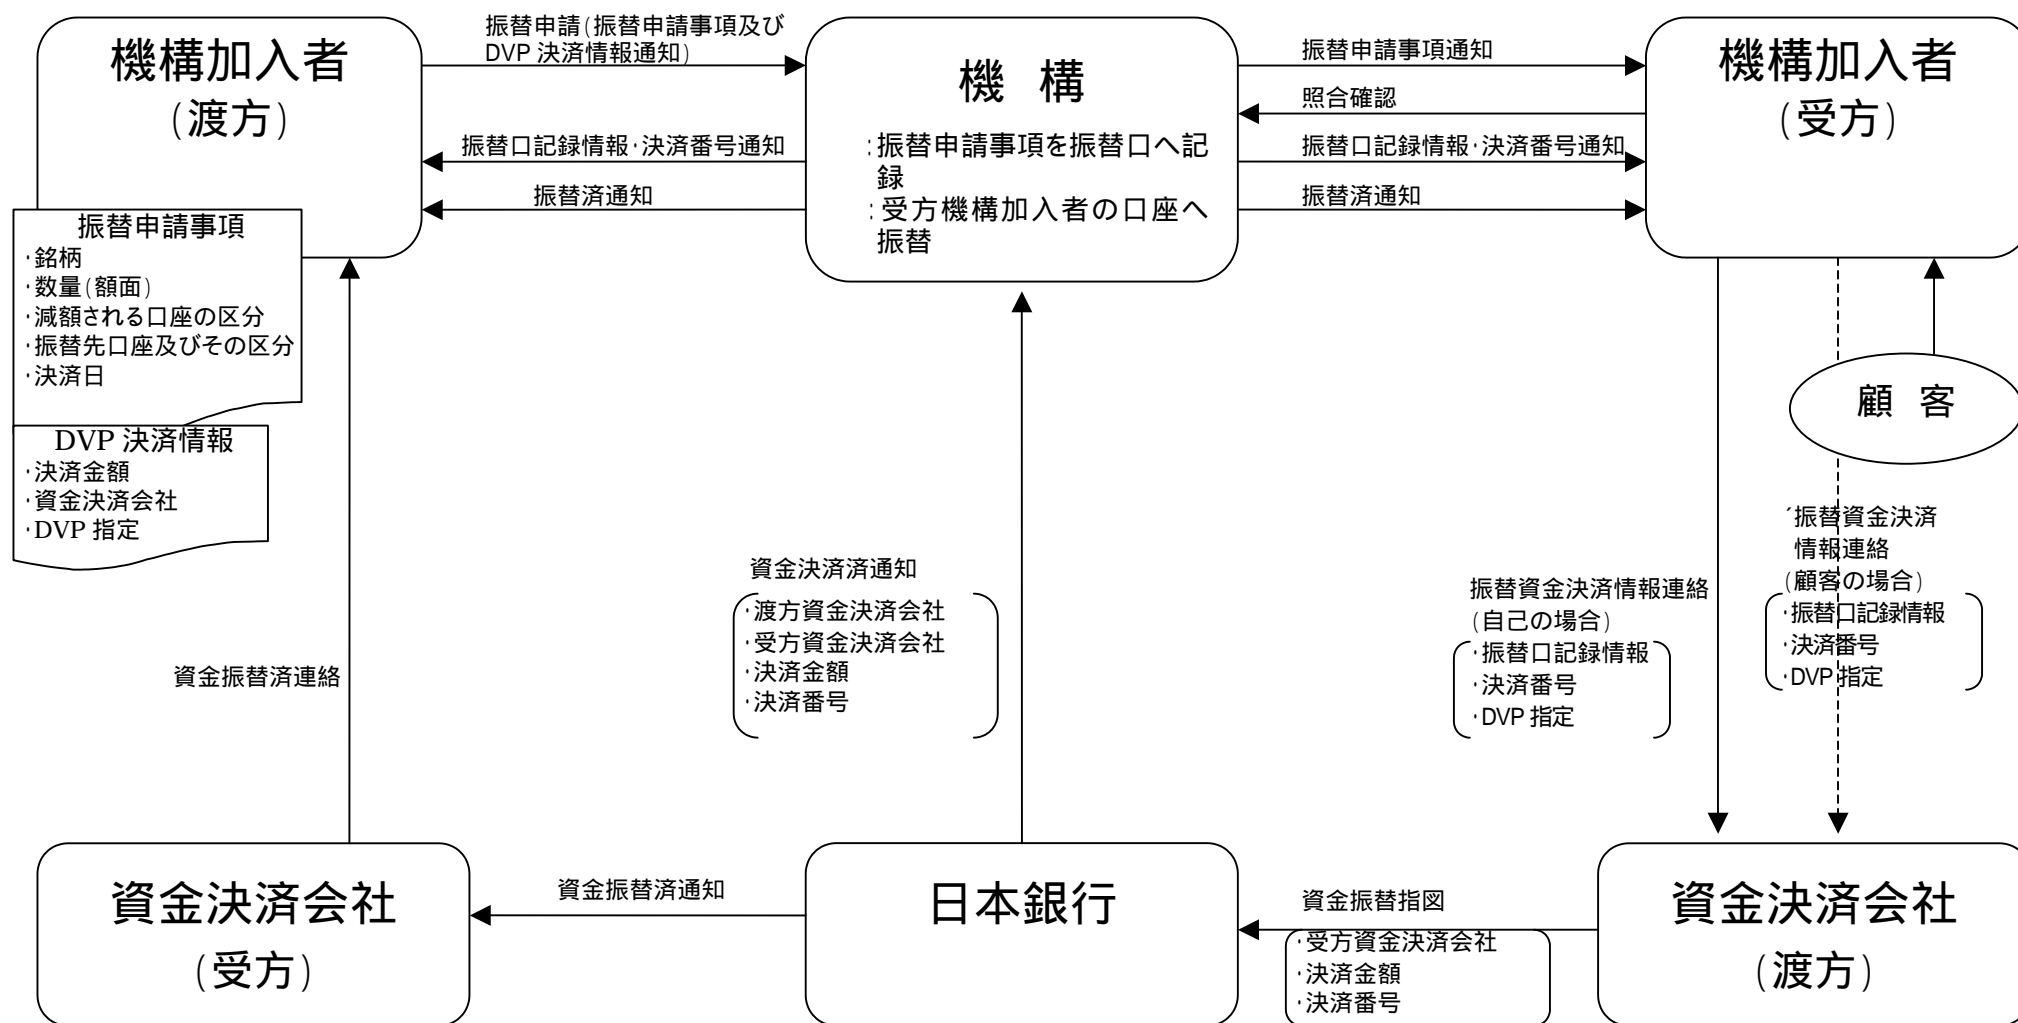 機構加入者
(渡方)
振替申請(振替申請事項及び
DVP 決済情報通知)
機 構
:振替申請事項を振替口へ記
録
:受方機構加入者の口座へ
振替
振替申請事項通知
照合確認
振替口記録情報・決済番号通知
振替済通知
機構加入者
(受方)
振替口記録情報・決済番号通知
振替済通知
振替申請事項
・銘柄
・数量(額面)
・減額される口座の区分
・振替先口座及びその区分
・決済日
DVP 決済情報
・決済金額
・資金決済会社
・DVP 指定
顧 客
資金振替済連絡
資金決済済通知
・渡方資金決済会社
・受方資金決済会社
・決済金額
・決済番号
振替資金決済情報連絡
(自己の場合)
・振替口記録情報
・決済番号
・DVP 指定
´振替資金決済
情報連絡
(顧客の場合)
・振替口記録情報
・決済番号
・DVP 指定
資金決済会社
(受方)
資金振替済通知
日本銀行
資金振替指図
・受方資金決済会社
・決済金額
・決済番号
資金決済会社
(渡方)